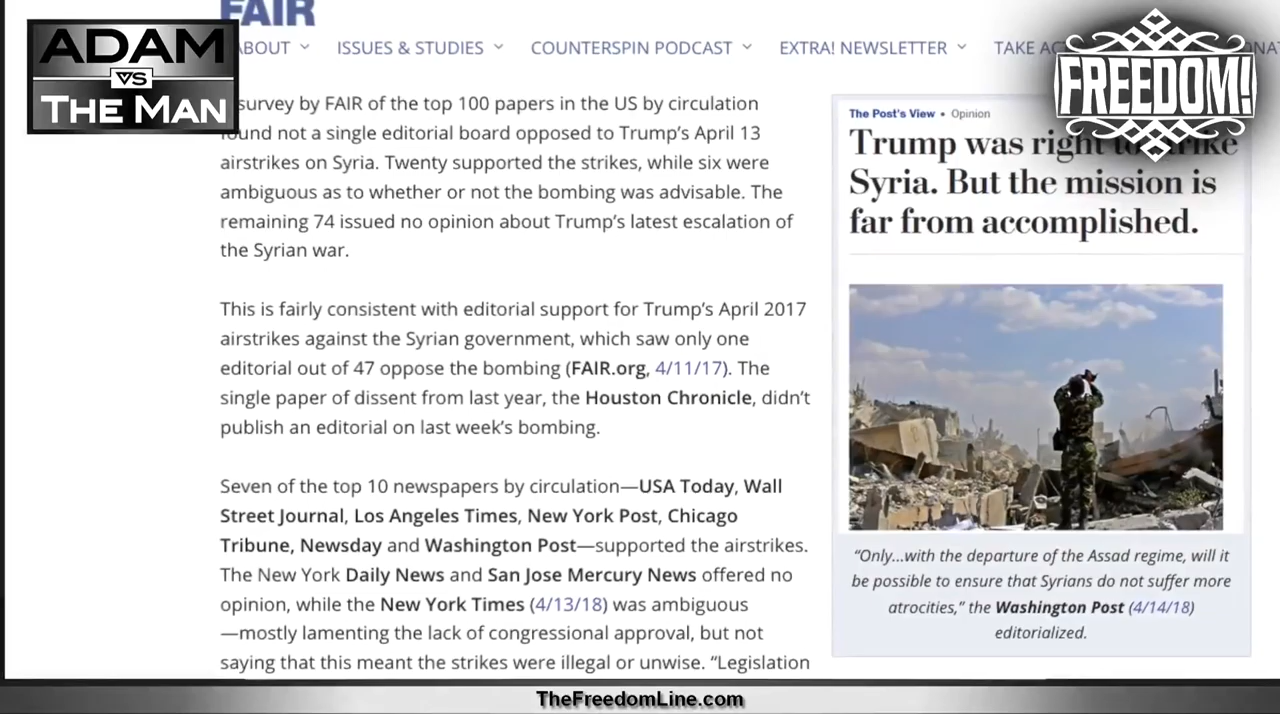 ADAM
VS
THE MAN
FAIR
ABOUT
ISSUES & STUDIES
COUNTERSPIN PODCAST
EXTRA! NEWSLETTER
TAKE
FREEDOM!
survey by FAIR of the top 100 papers in the US by circulation
found not a single editorial board opposed to Trump’s April 13
airstrikes on Syria. Twenty supported the strikes, while six were
ambiguous as to whether or not the bombing was advisable. The
remaining 74 issued no opinion about Trump’s latest escalation of
the Syrian war.
This is fairly consistent with editorial support for Trump’s April 2017
airstrikes against the Syrian government, which saw only one
editorial out of 47 oppose the bombing (FAIR.org, 4/11/17). The
single paper of dissent from last year, the Houston Chronicle, didn’t
publish an editorial on last week’s bombing.
Seven of the top 10 newspapers by circulation—USA Today, Wall
Street Journal, Los Angeles Times, New York Post, Chicago
Tribune, Newsday and Washington Post—supported the airstrikes.
The New York Daily News and San Jose Mercury News offered no
opinion, while the New York Times (4/13/18) was ambiguous
—mostly lamenting the lack of congressional approval, but not
saying that this meant the strikes were illegal or unwise. “Legislation
The Post's View • Opinion
Trump was right to strike
Syria. But the mission is
far from accomplished.
“Only…with the departure of the Assad regime, will it
be possible to ensure that Syrians do not suffer more
atrocities,” the Washington Post (4/14/18)
editorialized.
TheFreedomLine.com